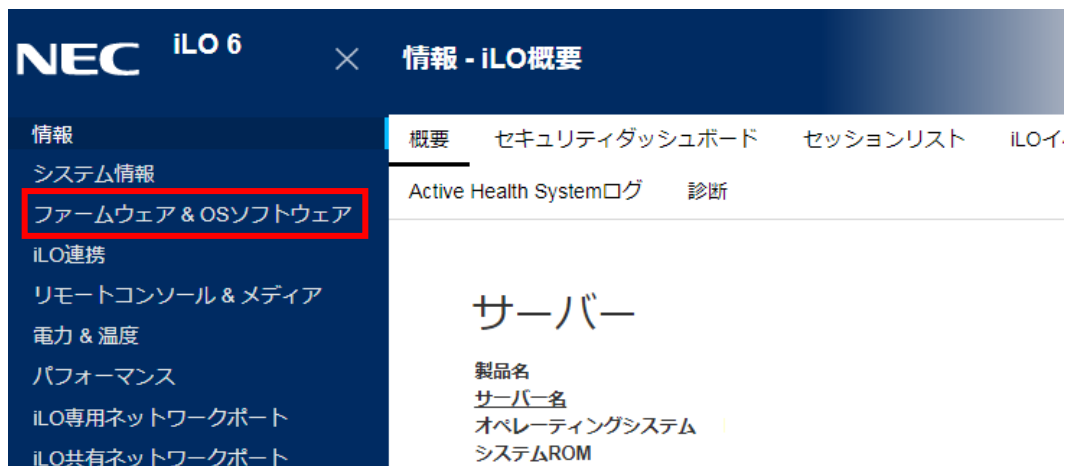 NEC iLO 6
情報 - iLO概要
情報
システム情報
ファームウェア & OSソフトウェア
iLO連携
リモートコンソール & メディア
電力 & 温度
パフォーマンス
iLO専用ネットワークポート
iLO共有ネットワークポート
概要 セキュリティダッシュボード セッションリスト iLOイ
Active Health Systemログ 診断
サーバー
製品名
サーバー名
オペレーティングシステム
システムROM